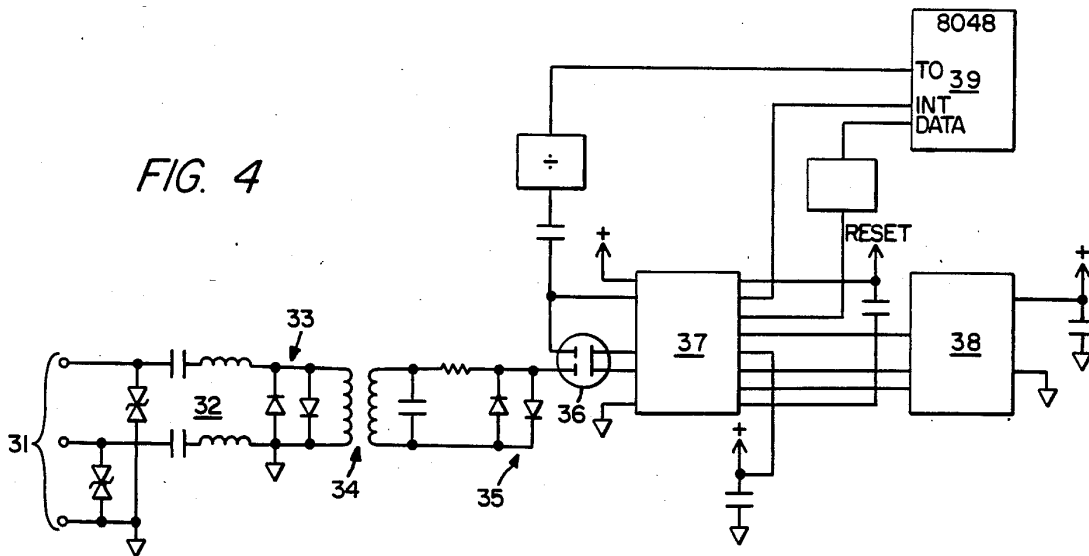 8048
TO
39
INT
DATA
÷
FIG. 4
RESET
+
+
33
37
38
32
31
36
+
34
35